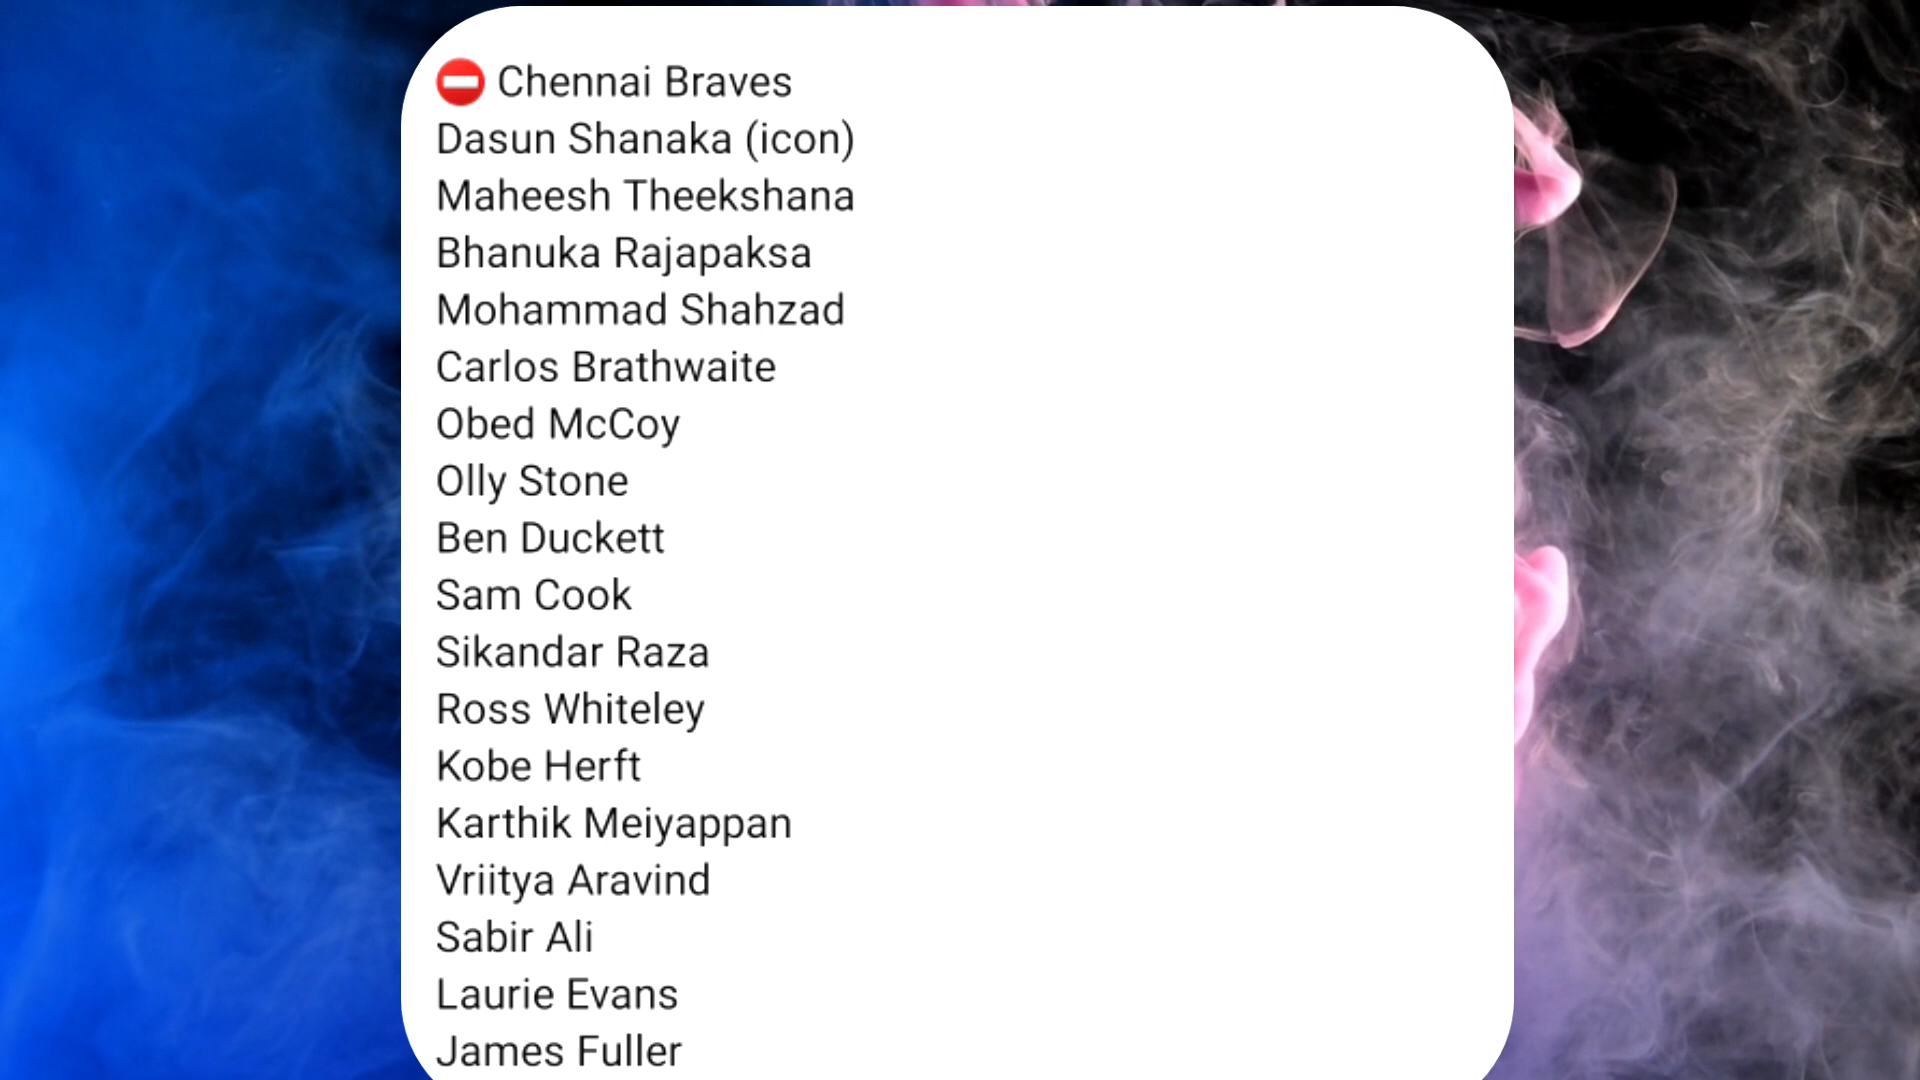 ⛔ Chennai Braves
Dasun Shanaka (icon)
Maheesh Theekshana
Bhanuka Rajapaksa
Mohammad Shahzad
Carlos Brathwaite
Obed McCoy
Olly Stone
Ben Duckett
Sam Cook
Sikandar Raza
Ross Whiteley
Kobe Herft
Karthik Meiyappan
Vriitya Aravind
Sabir Ali
Laurie Evans
James Fuller